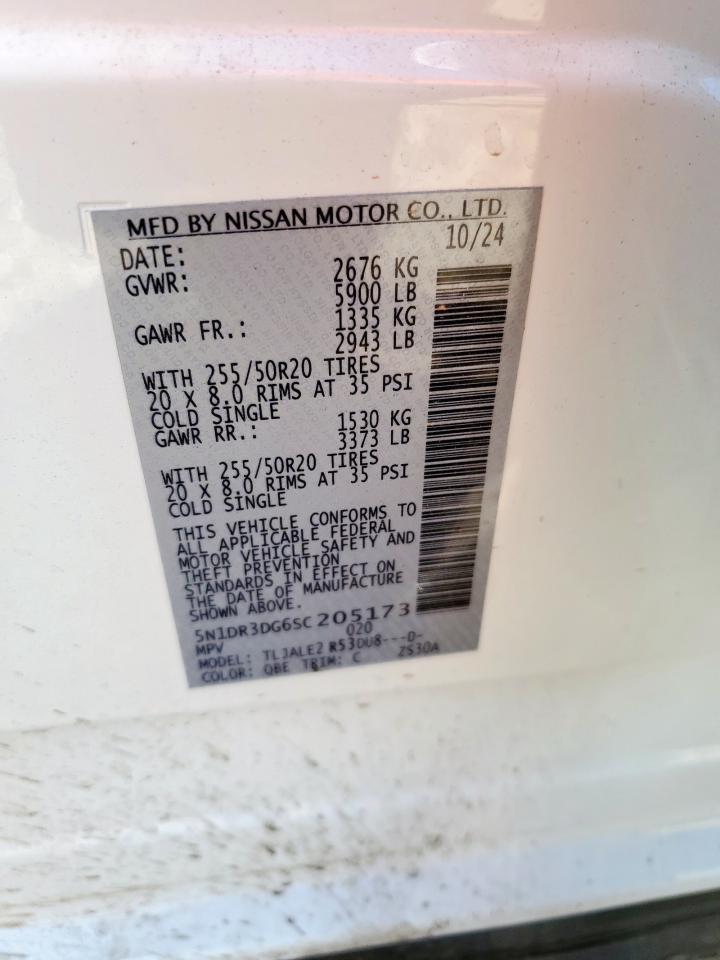 MFD BY NISSAN MOTOR CO., LTD.
DATE: 10/24
GVWR: 2676 KG
5900 LB
GAWR FR.: 1335 KG
2943 LB
WITH 255/50R20 TIRES
20 X 8.0 RIMS AT 35 PSI
COLD SINGLE
GAWR RR.: 1530 KG
3373 LB
WITH 255/50R20 TIRES
20 X 8.0 RIMS AT 35 PSI
COLD SINGLE
THIS VEHICLE CONFORMS TO
ALL APPLICABLE FEDERAL
MOTOR VEHICLE SAFETY AND
THEFT PREVENTION
STANDARDS IN EFFECT ON
THE DATE OF MANUFACTURE
SHOWN ABOVE.
5N1DR3DG6SC205173
MPV 020
MODEL: TLJALE2 R53DU8---D-
COLOR: QBE TRIM: C ZS30A